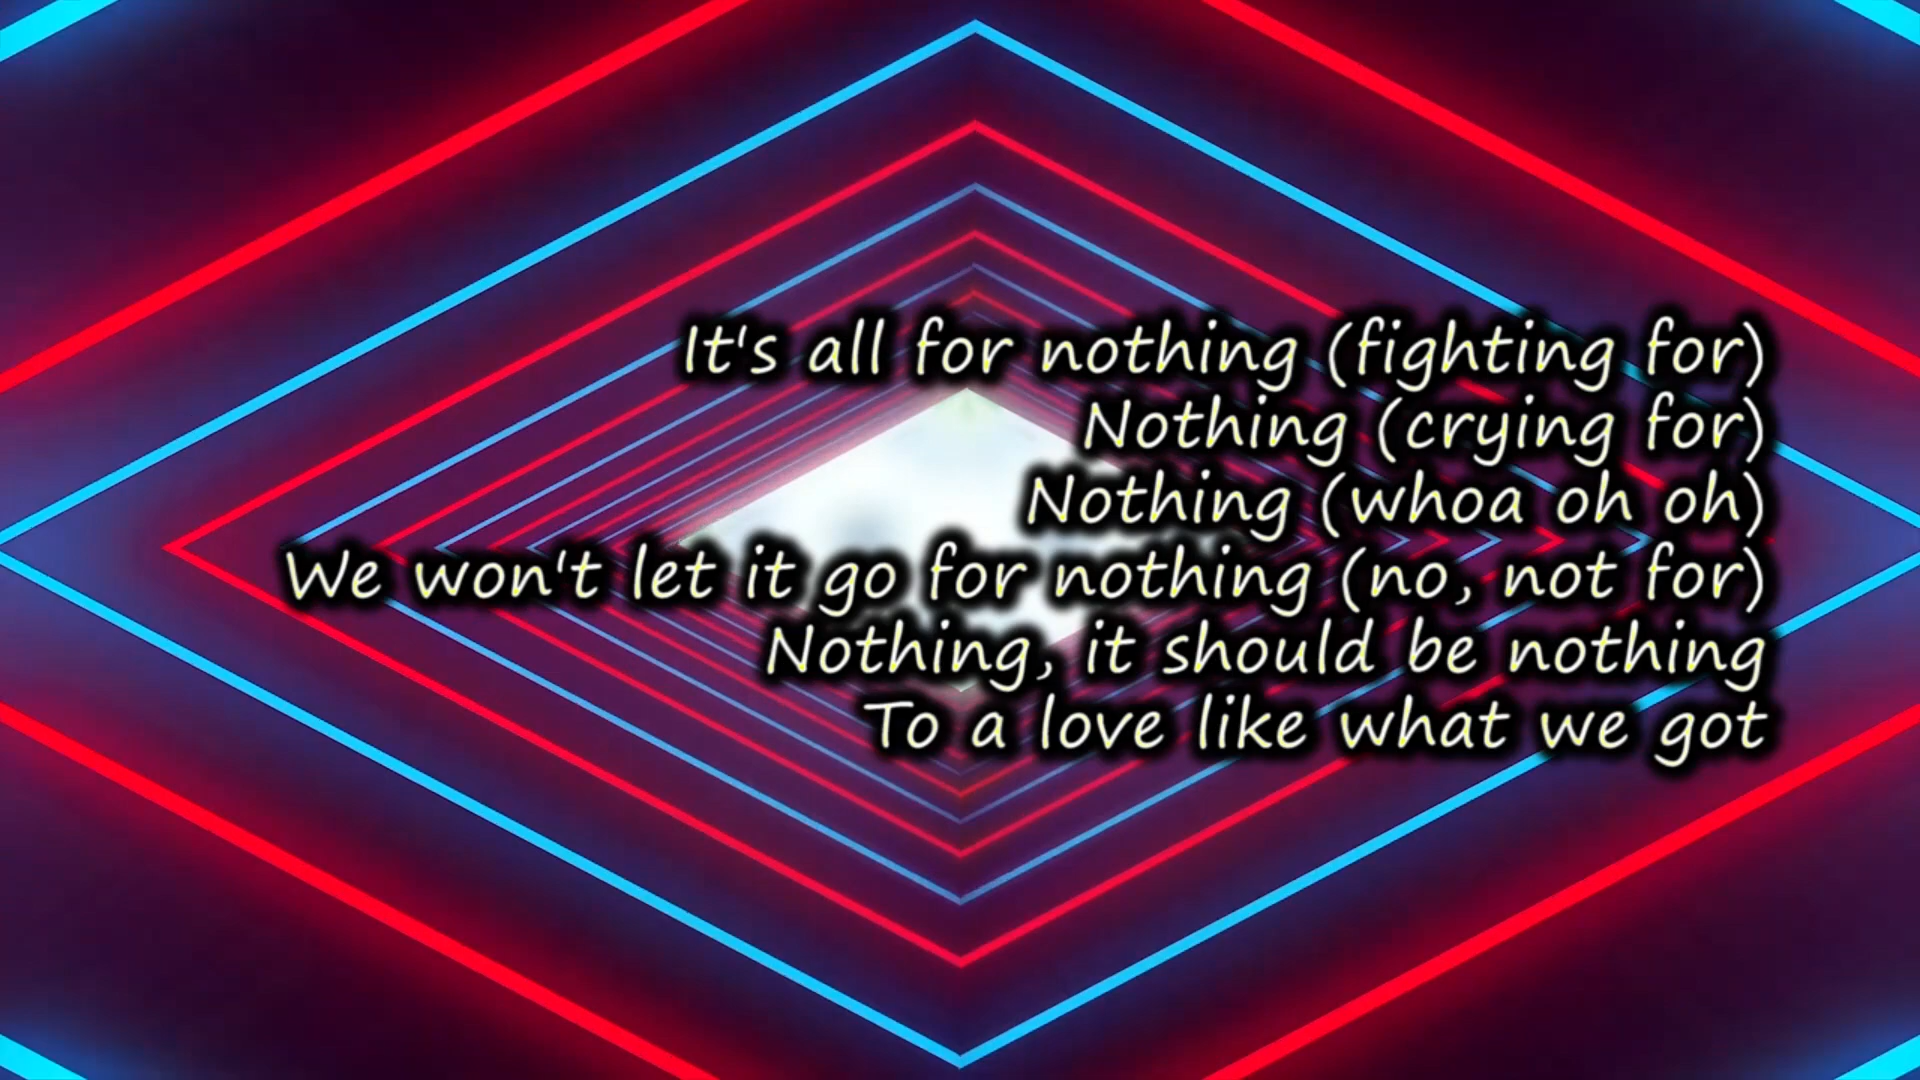 It's all for nothing (fighting for)
Nothing (crying for)
Nothing (whoa oh oh)
We won't let it go for nothing (no, not for)
Nothing, it should be nothing
To a love like what we got